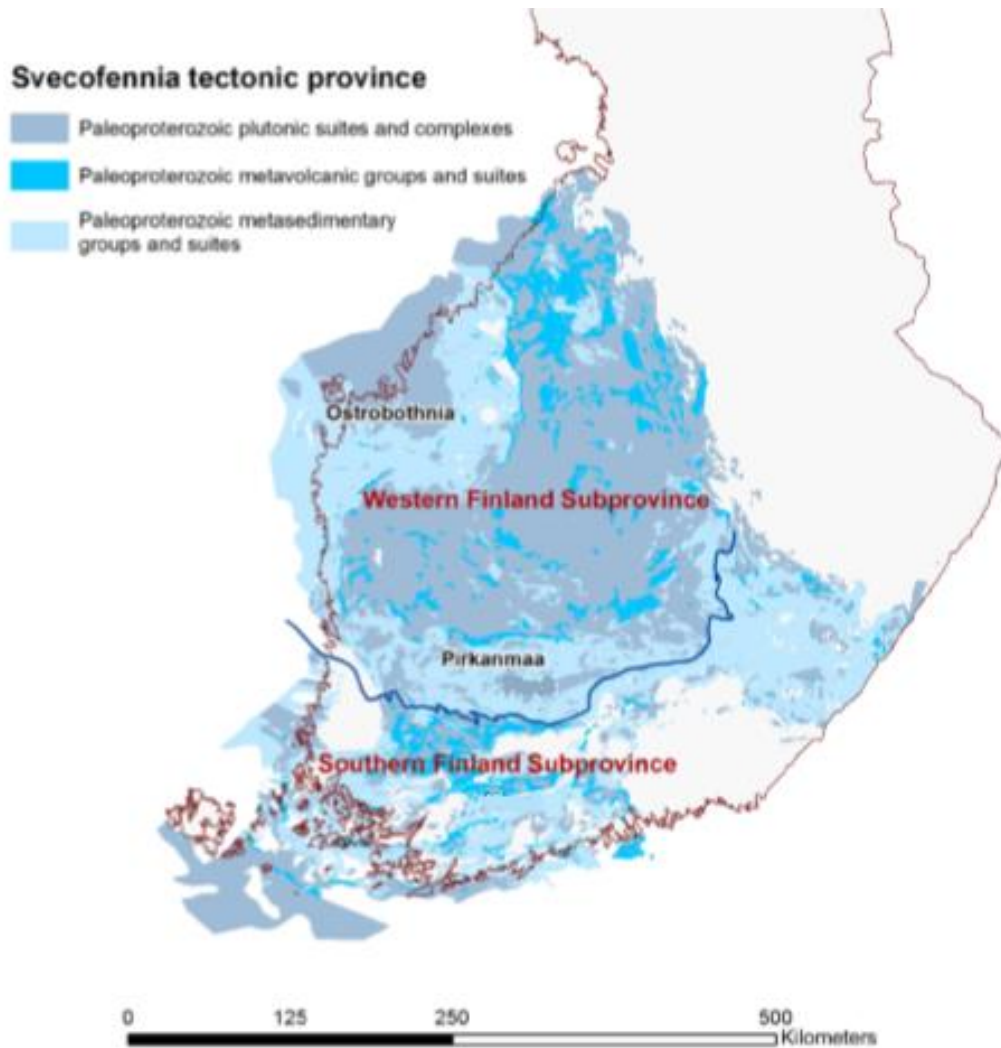 Svecofennia tectonic province
Paleoproterozoic plutonic suites and complexes
Paleoproterozoic metavolcanic groups and suites
Paleoproterozoic metasedimentary
groups and suites
Ostrobothnia
Western Finland Subprovince
Pirkanmaa
Southern Finland Subprovince
0 125 250 500
Kilometers